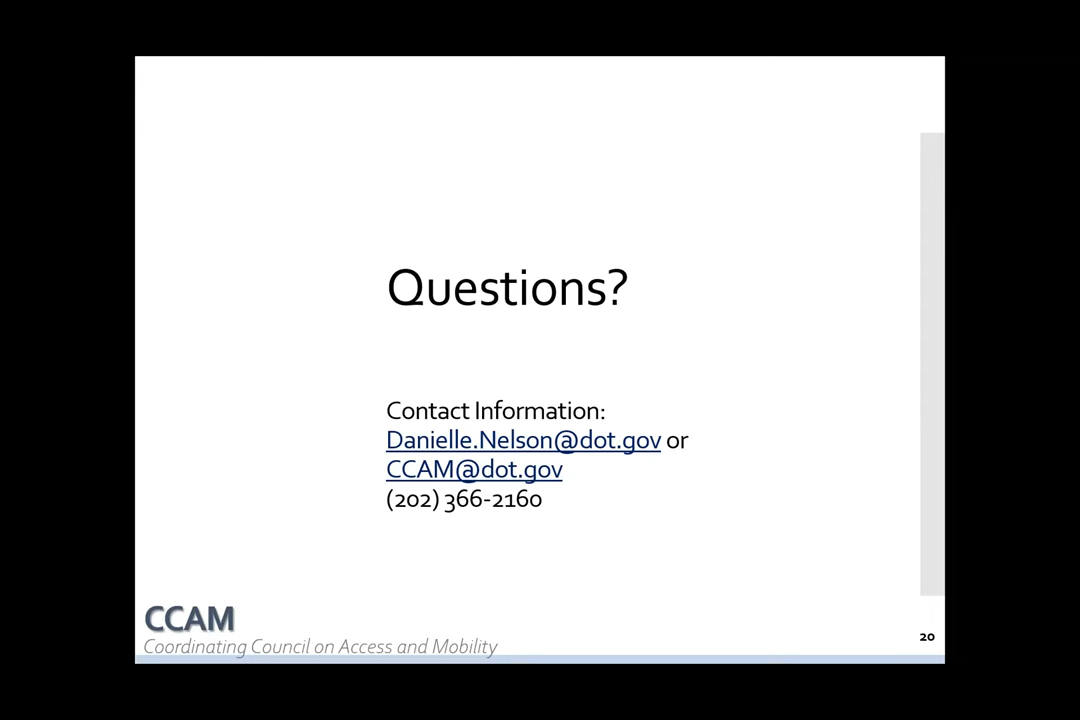 Questions?
Contact Information:
Danielle.Nelson@dot.gov or
CCAM@dot.gov
(202) 366-2160
CCAM
Coordinating Council on Access and Mobility
20